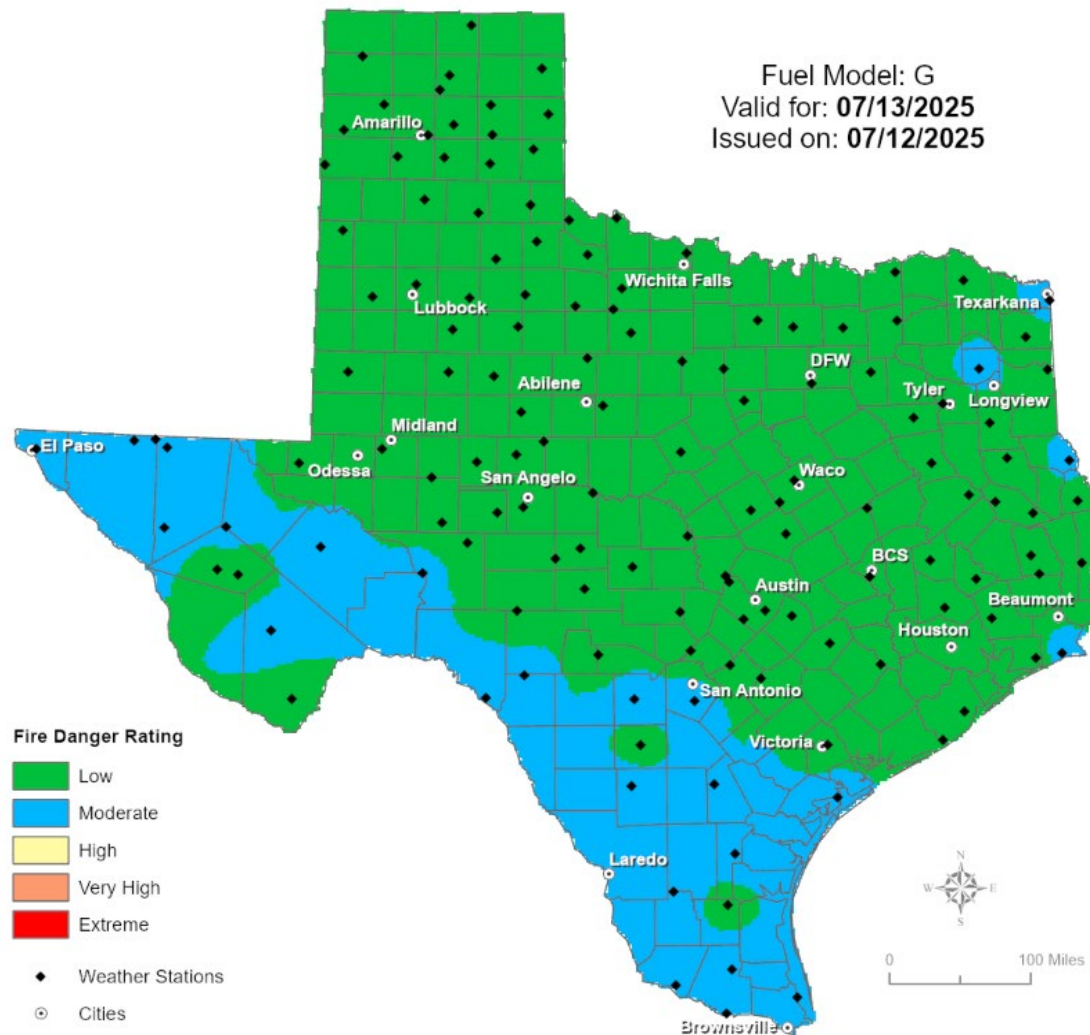 Fuel Model: G
Valid for: 07/13/2025
Issued on: 07/12/2025
Amarillo
Wichita Falls
Lubbock
Texarkana
DFW
Abilene
Tyler
Longview
Midland
El Paso
Odessa
San Angelo
Waco
BCS
Austin
Beaumont
Houston
San Antonio
Victoria
Laredo
Brownsville
Fire Danger Rating
Low
Moderate
High
Very High
Extreme
Weather Stations
Cities
N
W E
S
0 100 Miles